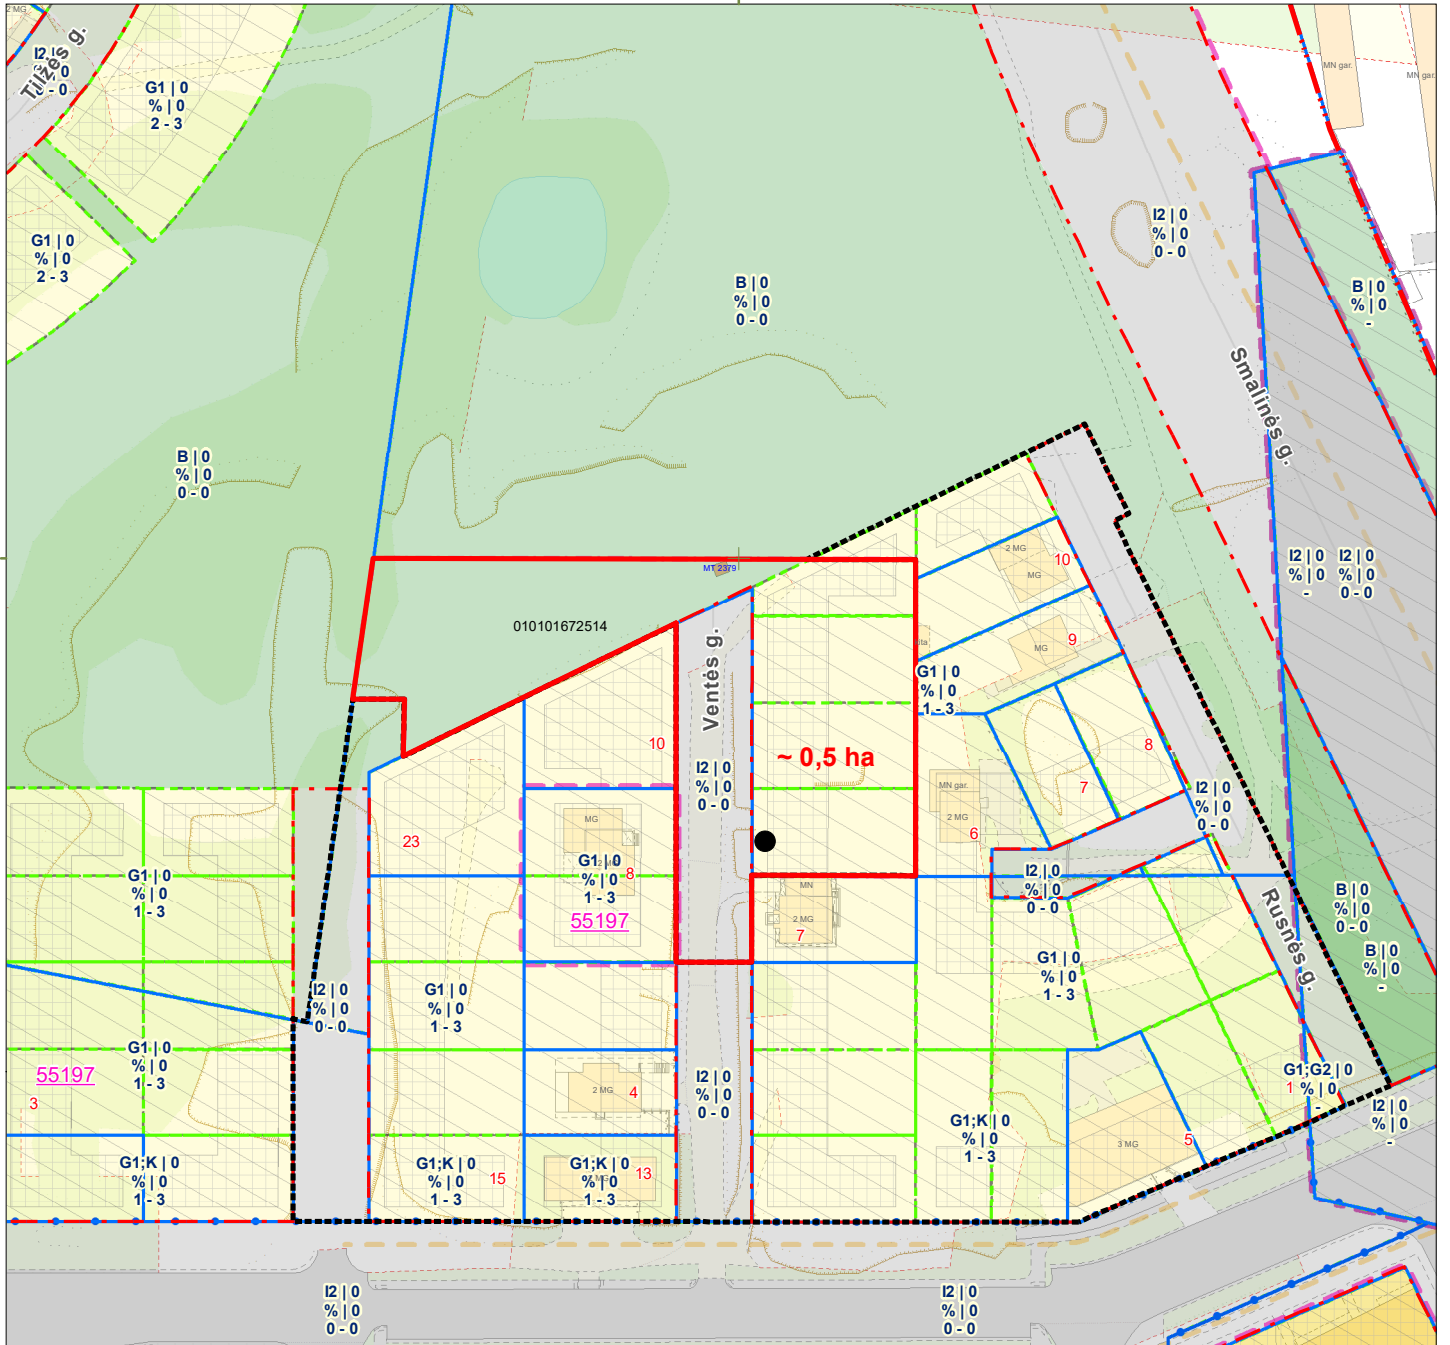 2 MG
I2 | 0
Tilžės g.
G1 | 0
% | 0
2 - 3
G1 | 0
% | 0
2 - 3
MN gar.
MN gar.
I2 | 0
% | 0
0 - 0
B | 0
% | 0
0 - 0
B | 0
% | 0
-
Smalinės g.
B | 0
% | 0
0 - 0
I2 | 0
% | 0
-
I2 | 0
% | 0
0 - 0
2 MG
MG
10
MT 2379
010101672514
MG
9
Ventės g.
G1 | 0
% | 0
1 - 3
10
~ 0,5 ha
8
7
I2 | 0
% | 0
0 - 0
MN gar.
2 MG
6
I2 | 0
% | 0
0 - 0
23
MG
G1 | 0
% | 0
1 - 3
8
55197
G1 | 0
% | 0
1 - 3
I2 | 0
% | 0
0 - 0
MN
2 MG
7
B | 0
% | 0
0 - 0
Rusnės g.
B | 0
% | 0
-
G1 | 0
% | 0
1 - 3
I2 | 0
% | 0
0 - 0
G1 | 0
% | 0
1 - 3
G1 | 0
% | 0
1 - 3
55197
3
2 MG
4
I2 | 0
% | 0
0 - 0
G1;G2 | 0
% | 0
-
1
I2 | 0
% | 0
-
G1;K | 0
% | 0
1 - 3
3 MG
5
G1;K | 0
% | 0
1 - 3
G1;K | 0
% | 0
1 - 3
15
G1;K | 0
% | 0
1 - 3
13
I2 | 0
% | 0
0 - 0
I2 | 0
% | 0
0 - 0